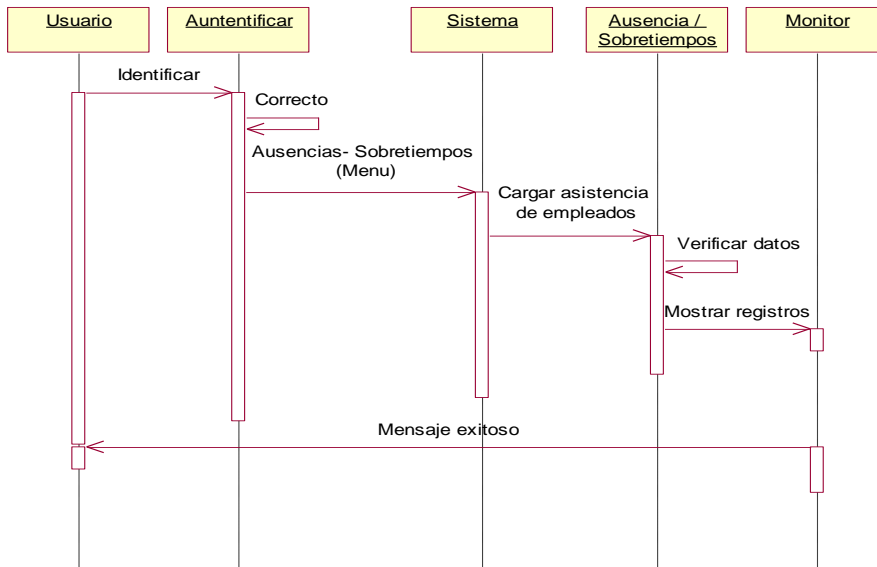 Usuario
Auntentificar
Sistema
Ausencia /
Sobretiempos
Monitor
Identificar
Correcto
Ausencias- Sobretiempos
(Menu)
Cargar asistencia
de empleados
Verificar datos
Mostrar registros
Mensaje exitoso